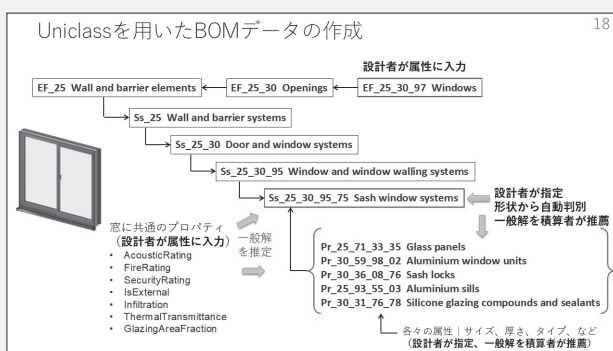 Uniclassを用いたBOMデータの作成
18
設計者が属性に入力
EF_25 Wall and barrier elements
EF_25_30 Openings
EF_25_30_97 Windows
Ss_25 Wall and barrier systems
Ss_25_30 Door and window systems
Ss_25_30_95 Window and window walling systems
Ss_25_30_95_75 Sash window systems
設計者が指定
形状から自動判別
一般解を積算者が推薦
窓に共通のプロパティ
(設計者が属性に入力)
• AcousticRating
• FireRating
• SecurityRating
• IsExternal
• Infiltration
• ThermalTransmittance
• GlazingAreaFraction
一般解
を推定
Pr_25_71_33_35 Glass panels
Pr_30_59_98_02 Aluminium window units
Pr_30_36_08_76 Sash locks
Pr_25_93_55_03 Aluminium sills
Pr_30_31_76_78 Silicone glazing compounds and sealants
各々の属性｜サイズ、厚さ、タイプ、など
(設計者が指定、一般解を積算者が推薦)